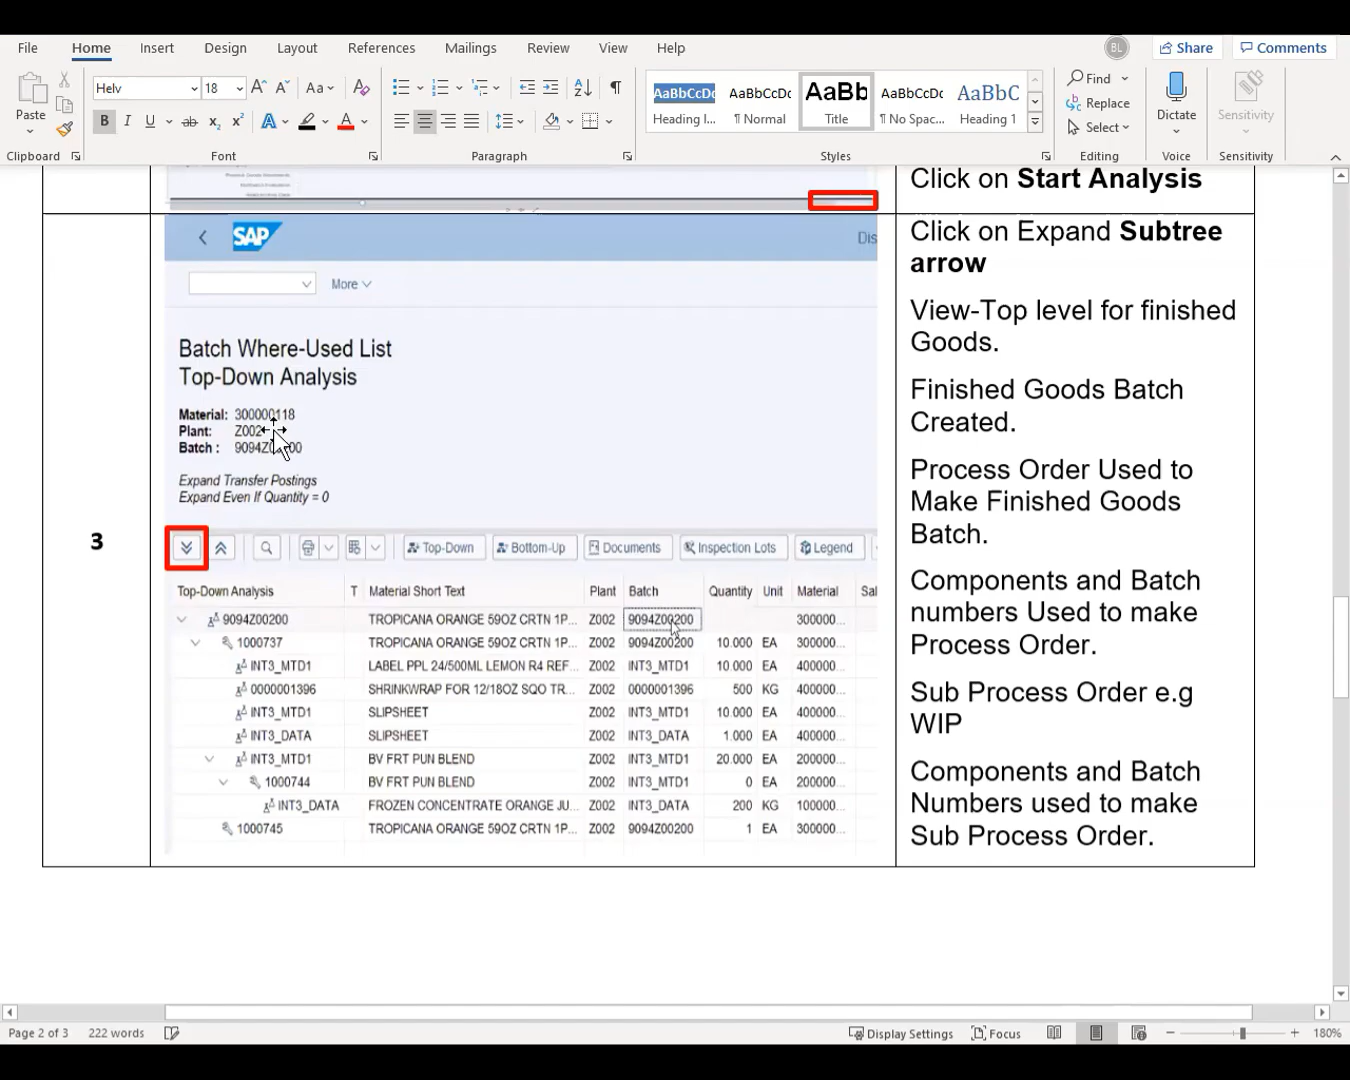 File Home Insert Design Layout References Mailings Review View Help BL Share Comments
Helv 18 Aa AaBbCcDc AaBbCcDc AaBb AaBbCcDc AaBbC Find
Paste B I U ab x₂ x² A A Heading I... ¶ Normal Title ¶ No Spac... Heading 1 Replace Dictate Sensitivity
Select
Clipboard Font Paragraph Styles Editing Voice Sensitivity
Click on Start Analysis
SAP Dis
More
Batch Where-Used List
Top-Down Analysis
Material: 300000118
Plant: Z002
Batch :
Expand Transfer Postings
Expand Even If Quantity = 0
Top-Down Bottom-Up Documents Inspection Lots Legend
Top-Down Analysis T Material Short Text Plant Batch Quantity Unit Material Sal
9094Z00200 TROPICANA ORANGE 59OZ CRTN 1P... Z002 9094Z00200 300000...
1000737 TROPICANA ORANGE 59OZ CRTN 1P... Z002 9094Z00200 10.000 EA 300000...
INT3_MTD1 LABEL PPL 24/500ML LEMON R4 REF... Z002 INT3_MTD1 10.000 EA 400000...
0000001396 SHRINKWRAP FOR 12/18OZ SQO TR... Z002 0000001396 500 KG 400000...
INT3_MTD1 SLIPSHEET Z002 INT3_MTD1 10.000 EA 400000...
INT3_DATA SLIPSHEET Z002 INT3_DATA 1.000 EA 400000...
INT3_MTD1 BV FRT PUN BLEND Z002 INT3_MTD1 20.000 EA 200000...
1000744 BV FRT PUN BLEND Z002 INT3_MTD1 0 EA 200000...
INT3_DATA FROZEN CONCENTRATE ORANGE JU... Z002 INT3_DATA 200 KG 100000...
1000745 TROPICANA ORANGE 59OZ CRTN 1P... Z002 9094Z00200 1 EA 300000...
3
Click on Expand Subtree
arrow
View-Top level for finished
Goods.
Finished Goods Batch
Created.
Process Order Used to
Make Finished Goods
Batch.
Components and Batch
numbers Used to make
Process Order.
Sub Process Order e.g
WIP
Components and Batch
Numbers used to make
Sub Process Order.
Page 2 of 3 222 words Display Settings Focus 180%